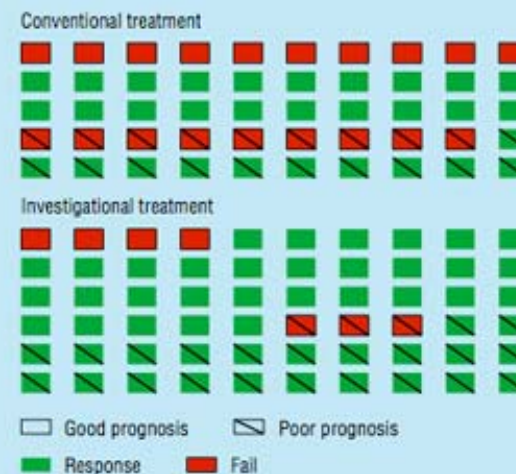 Conventional treatment
Investigational treatment
Good prognosis Poor prognosis
Response Fail